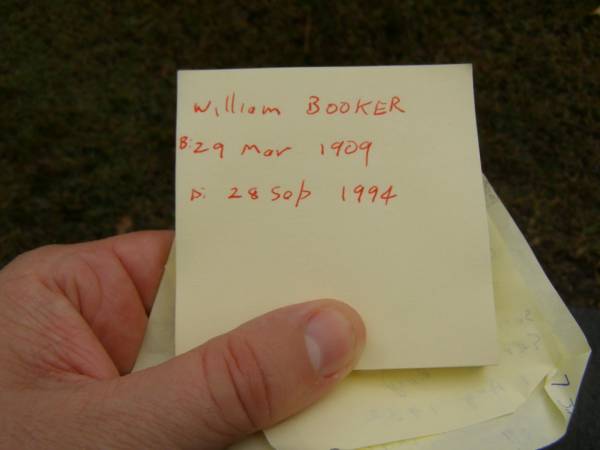 William BOOKER
B: 29 Mar 1909
D: 28 Sep 1994